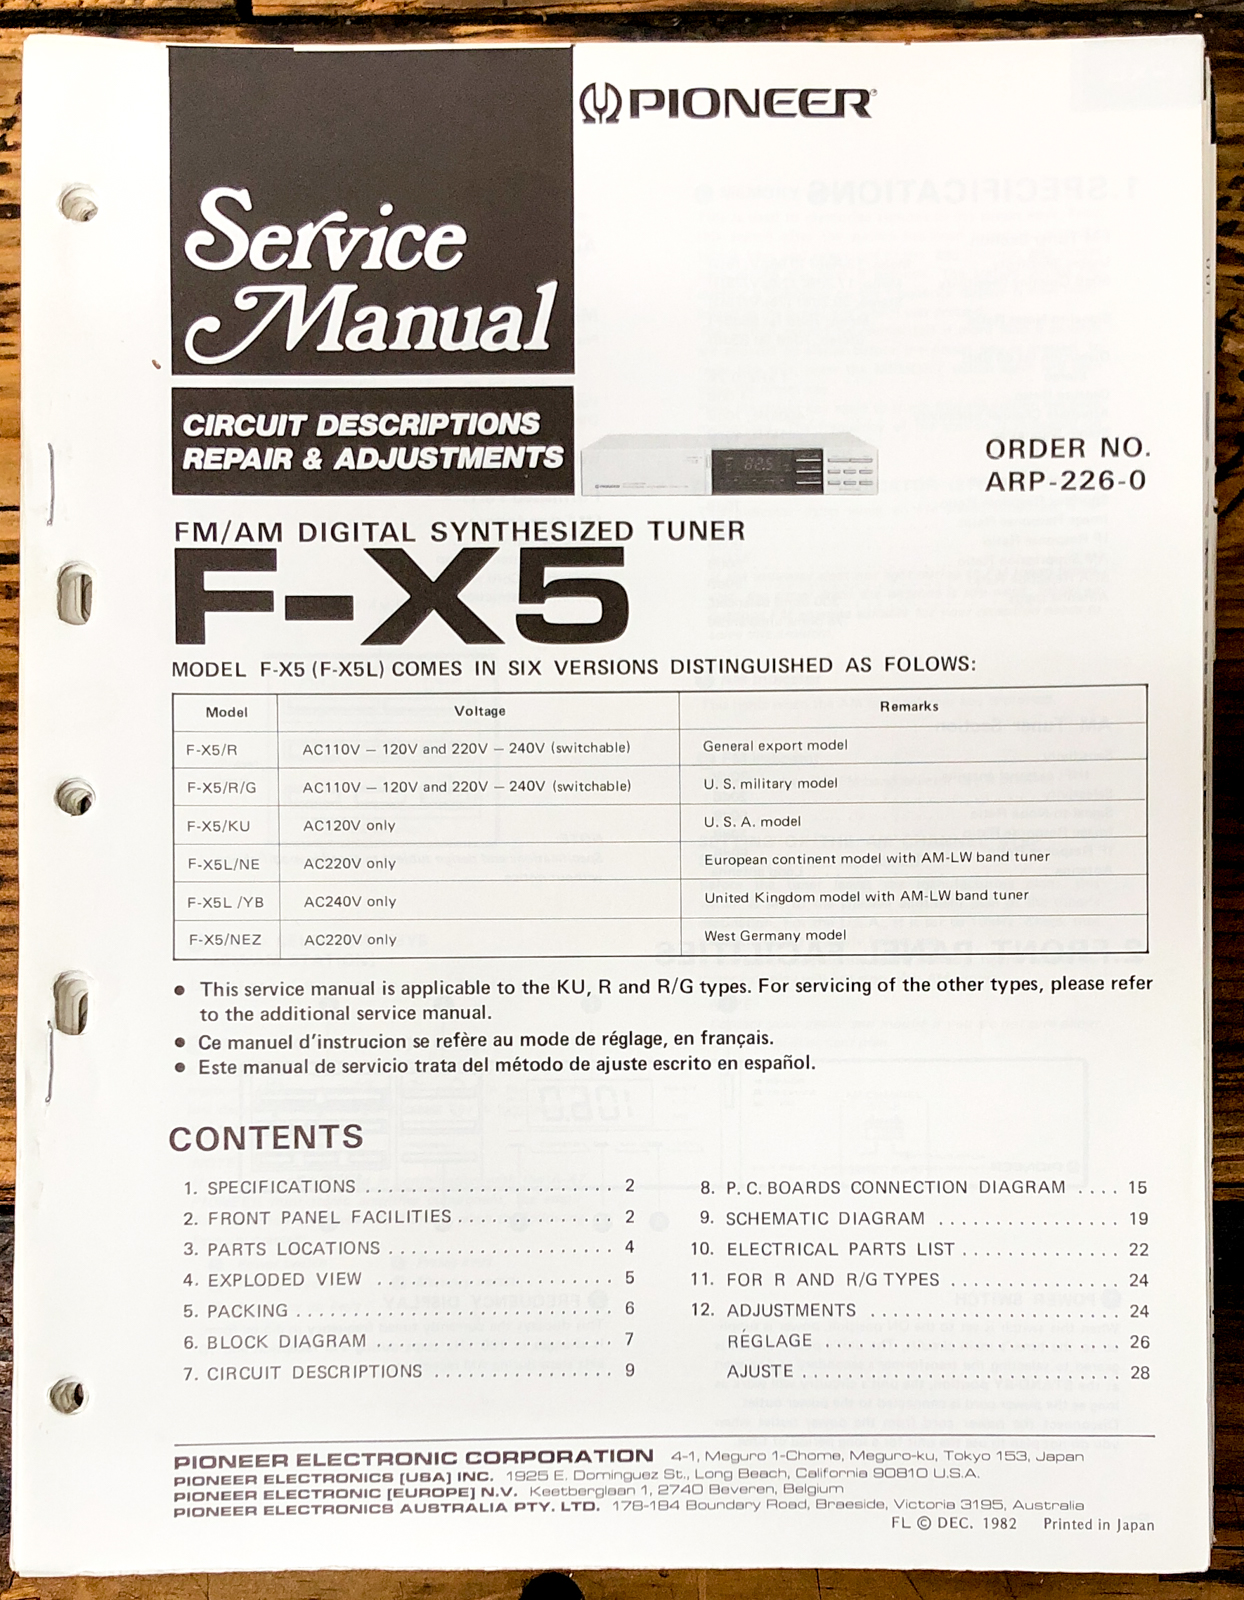 PIONEER
Service
Manual
CIRCUIT DESCRIPTIONS
REPAIR & ADJUSTMENTS
ORDER NO.
ARP-226-0
FM/AM DIGITAL SYNTHESIZED TUNER
F-X5
MODEL F-X5 (F-X5L) COMES IN SIX VERSIONS DISTINGUISHED AS FOLOWS:
Model Voltage Remarks
F-X5/R AC110V – 120V and 220V – 240V (switchable) General export model
F-X5/R/G AC110V – 120V and 220V – 240V (switchable) U. S. military model
F-X5/KU AC120V only U. S. A. model
F-X5L/NE AC220V only European continent model with AM-LW band tuner
F-X5L /YB AC240V only United Kingdom model with AM-LW band tuner
F-X5/NEZ AC220V only West Germany model
● This service manual is applicable to the KU, R and R/G types. For servicing of the other types, please refer
to the additional service manual.
● Ce manuel d'instrucion se refère au mode de réglage, en français.
● Este manual de servicio trata del método de ajuste escrito en español.
CONTENTS
1. SPECIFICATIONS . . . . . . . . . . . . . . . . . . . . . . 2
2. FRONT PANEL FACILITIES . . . . . . . . . . . . . . 2
3. PARTS LOCATIONS . . . . . . . . . . . . . . . . . . . . 4
4. EXPLODED VIEW . . . . . . . . . . . . . . . . . . . . . 5
5. PACKING . . . . . . . . . . . . . . . . . . . . . . . . . . . . 6
6. BLOCK DIAGRAM . . . . . . . . . . . . . . . . . . . . . 7
7. CIRCUIT DESCRIPTIONS . . . . . . . . . . . . . . . . 9
8. P. C. BOARDS CONNECTION DIAGRAM . . . . 15
9. SCHEMATIC DIAGRAM . . . . . . . . . . . . . . . . 19
10. ELECTRICAL PARTS LIST . . . . . . . . . . . . . . 22
11. FOR R AND R/G TYPES . . . . . . . . . . . . . . . 24
12. ADJUSTMENTS . . . . . . . . . . . . . . . . . . . . . . 24
RÉGLAGE . . . . . . . . . . . . . . . . . . . . . . . . . . 26
AJUSTE . . . . . . . . . . . . . . . . . . . . . . . . . . . . 28
PIONEER ELECTRONIC CORPORATION 4-1, Meguro 1-Chome, Meguro-ku, Tokyo 153, Japan
PIONEER ELECTRONICS [USA] INC. 1925 E. Dominguez St., Long Beach, California 90810 U.S.A.
PIONEER ELECTRONIC [EUROPE] N.V. Keetberglaan 1, 2740 Beveren, Belgium
PIONEER ELECTRONICS AUSTRALIA PTY. LTD. 178-184 Boundary Road, Braeside, Victoria 3195, Australia
FL © DEC. 1982 Printed in Japan